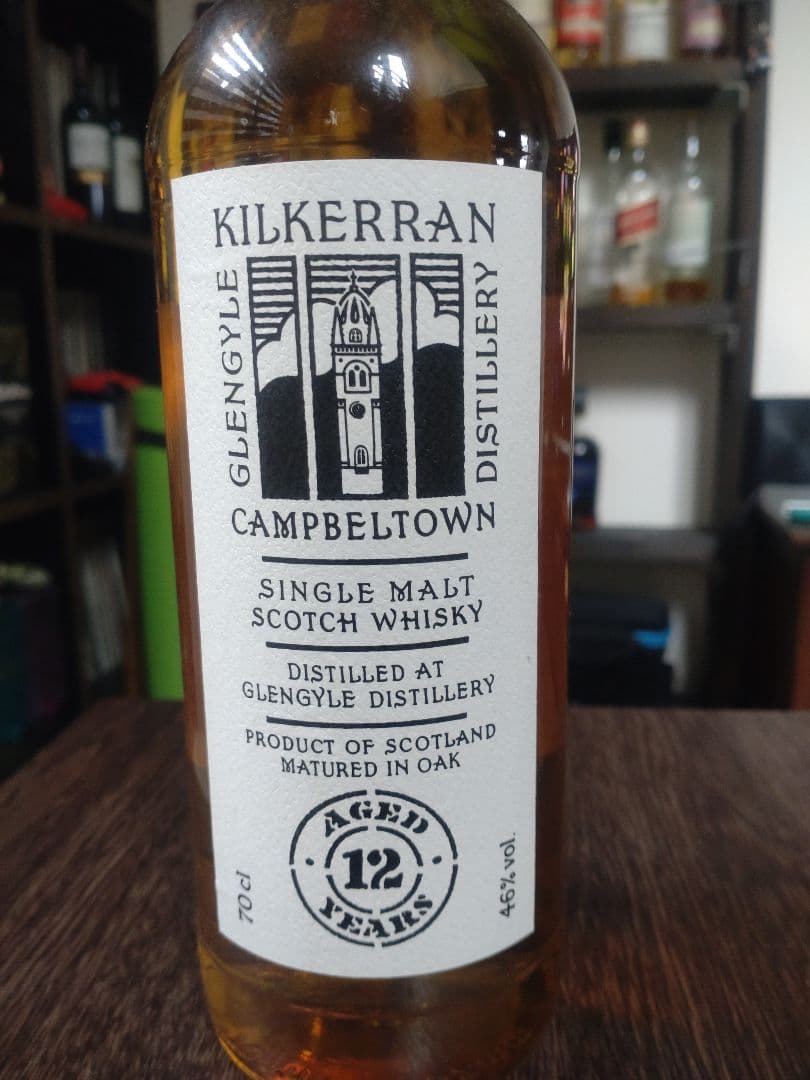 KILKERRAN
GLENGYLE
DISTILLERY
CAMPBELTOWN
SINGLE MALT
SCOTCH WHISKY
DISTILLED AT
GLENGYLE DISTILLERY
PRODUCT OF SCOTLAND
MATURED IN OAK
AGED
12
YEARS
70cl
46% vol.